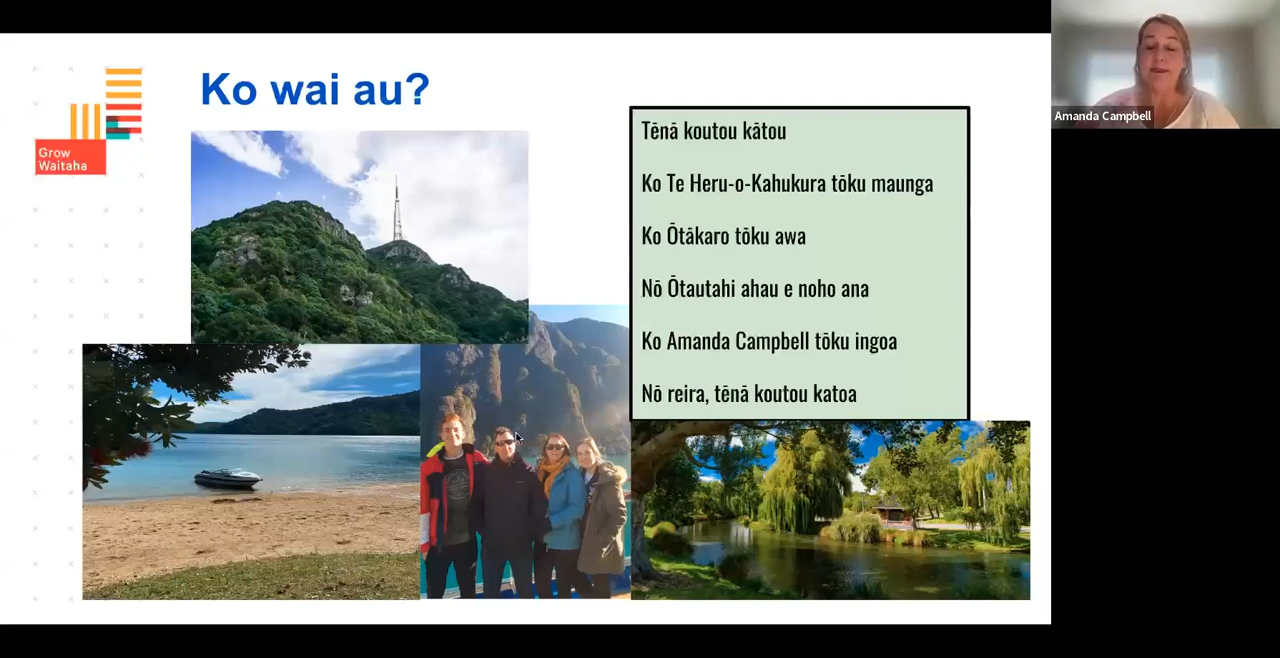 Ko wai au?
Grow
Waitaha
Tēnā koutou kātou
Ko Te Heru-o-Kahukura tōku maunga
Ko Ōtākaro tōku awa
Nō Ōtautahi ahau e noho ana
Ko Amanda Campbell tōku ingoa
Nō reira, tēnā koutou katoa
Amanda Campbell